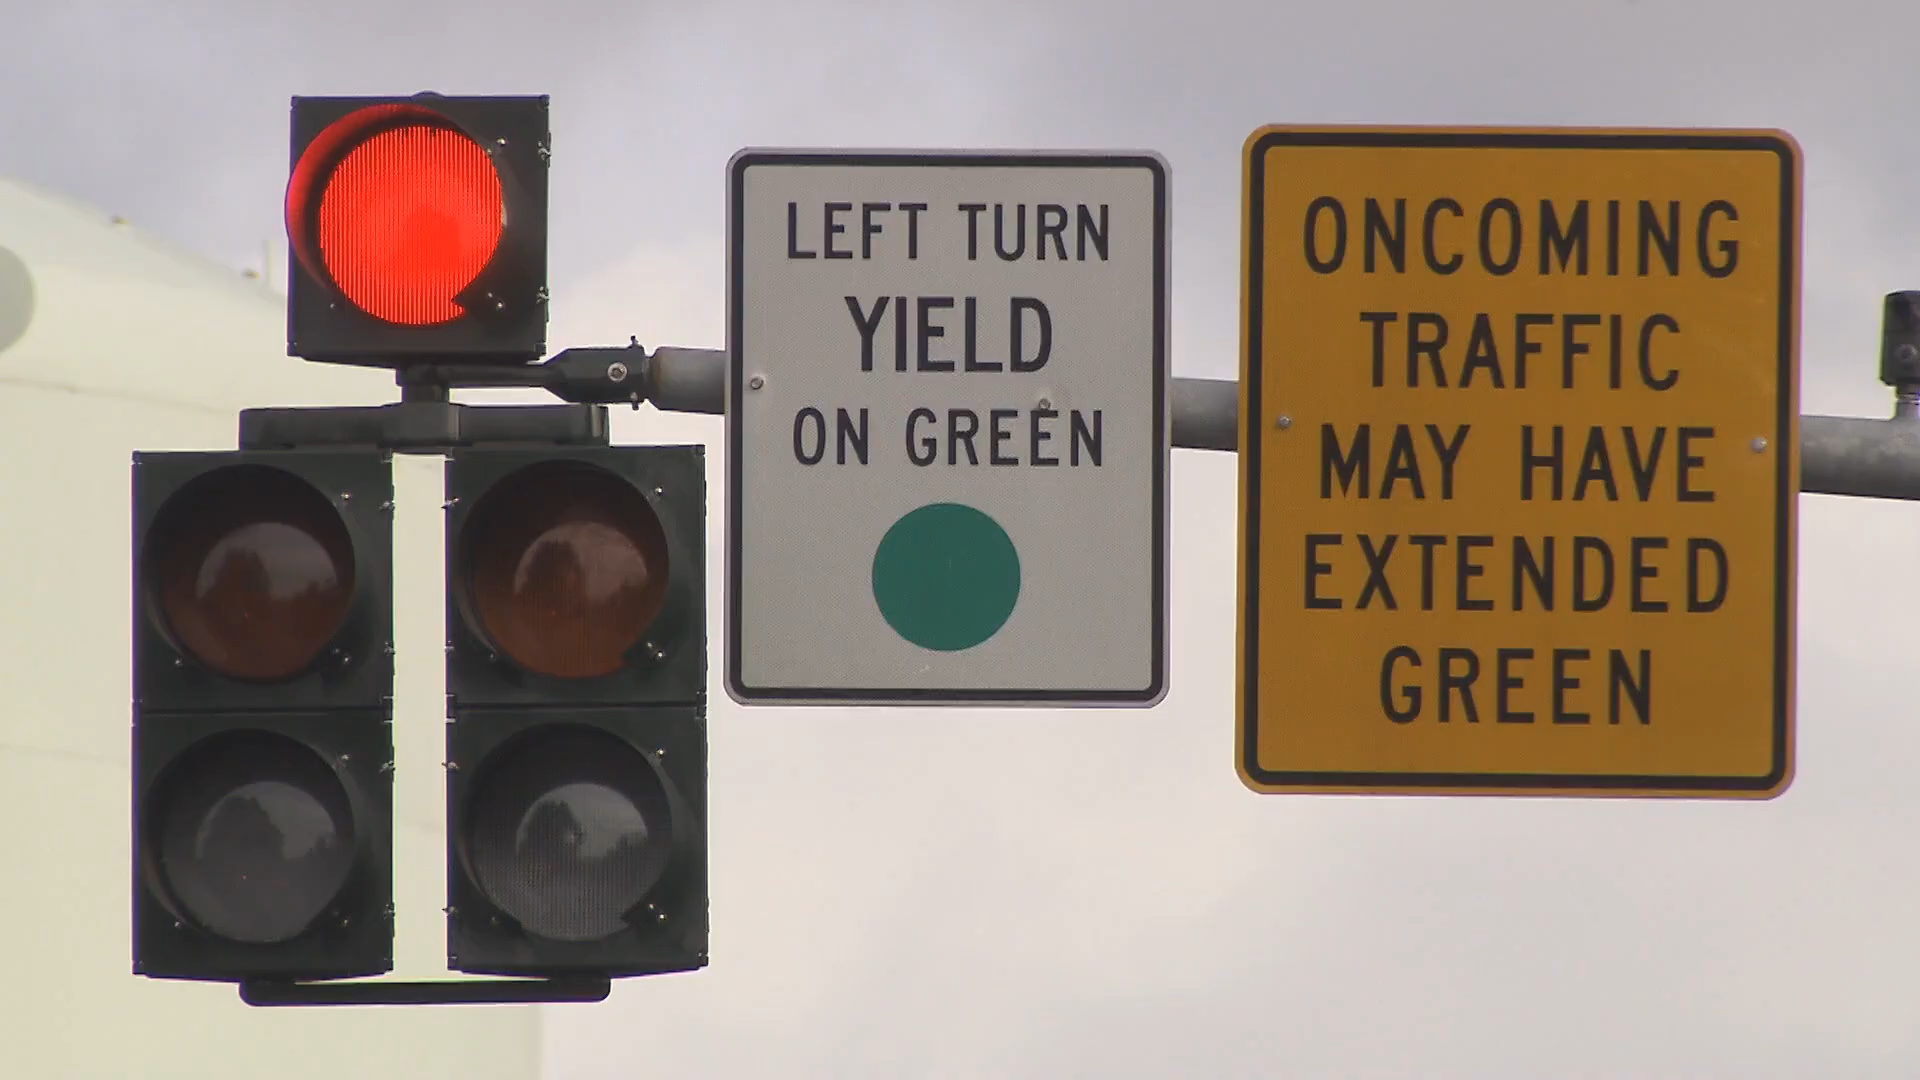 LEFT TURN
YIELD
ON GREEN
ONCOMING
TRAFFIC
MAY HAVE
EXTENDED
GREEN